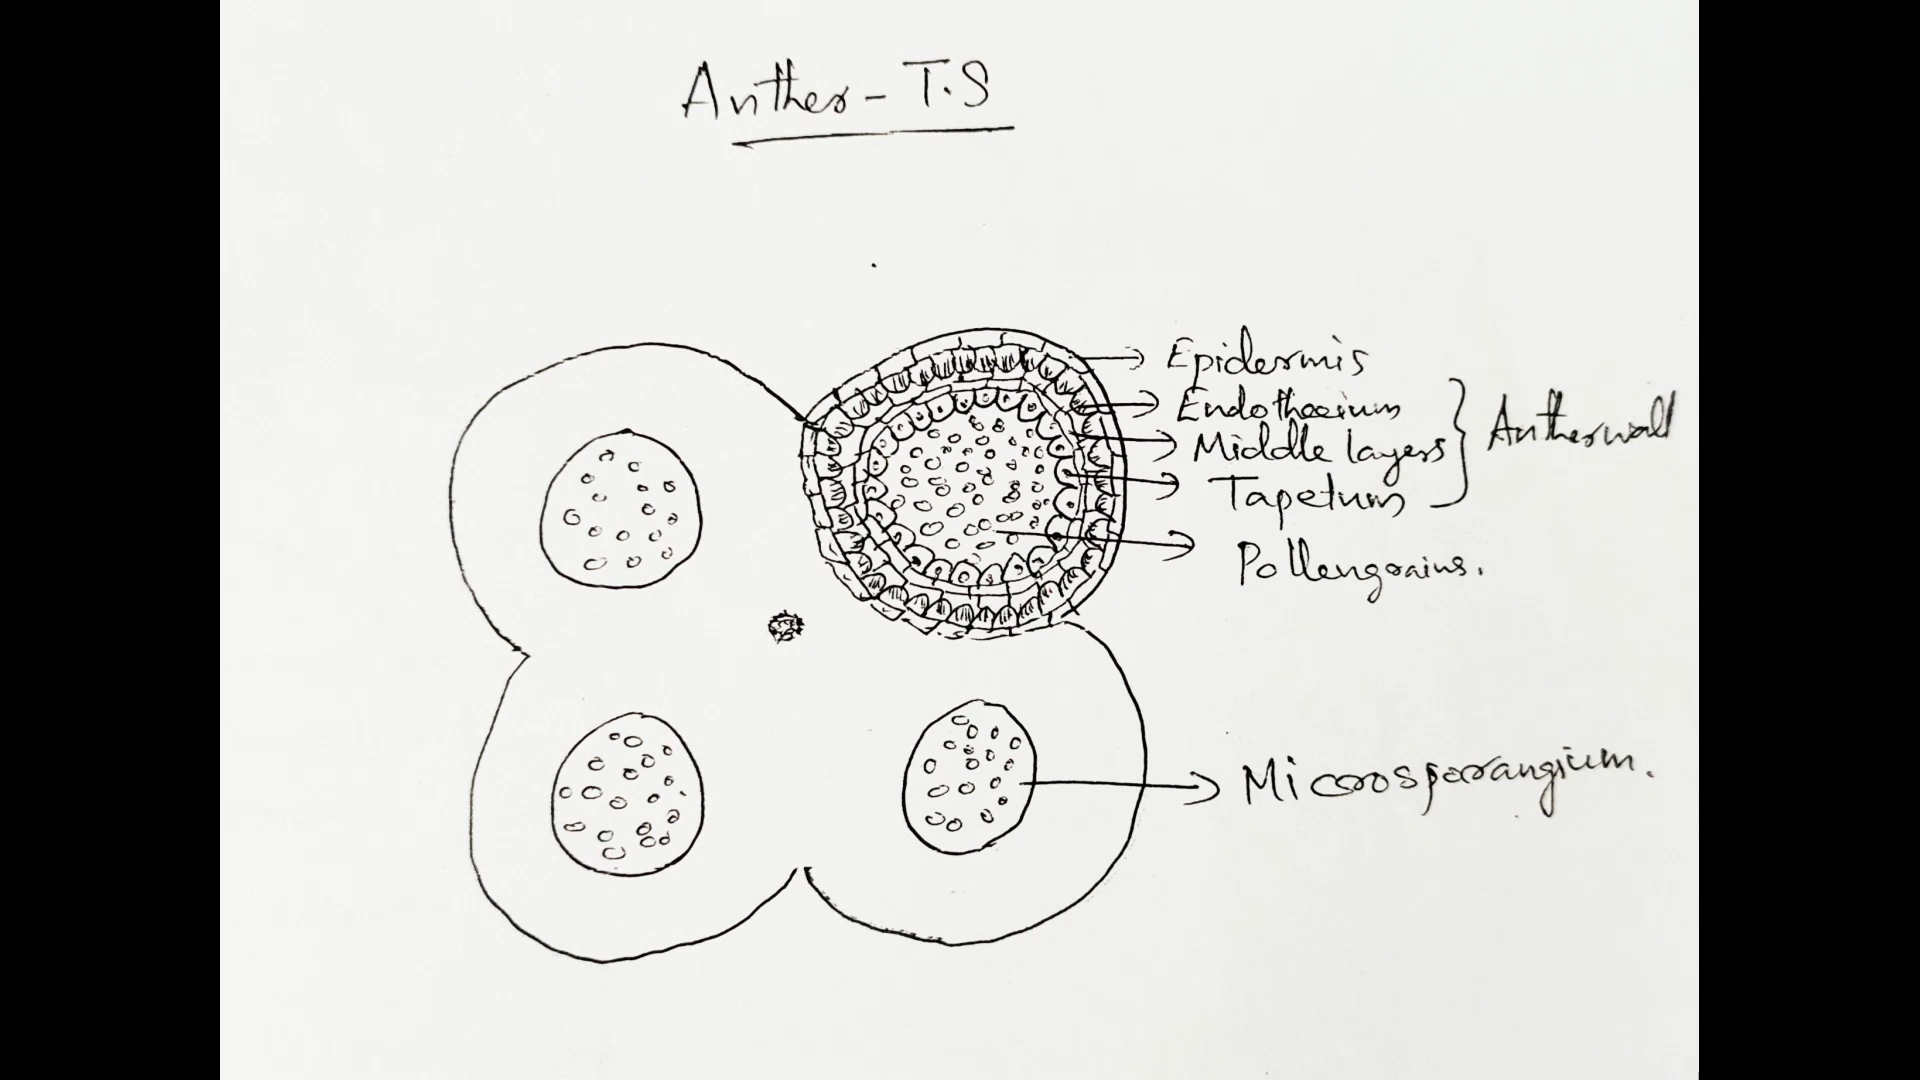 Anther - T.S
Epidermis
Endothecium
Middle layers
Tapetum
Antherwall
Pollengrains.
Microsporangium.